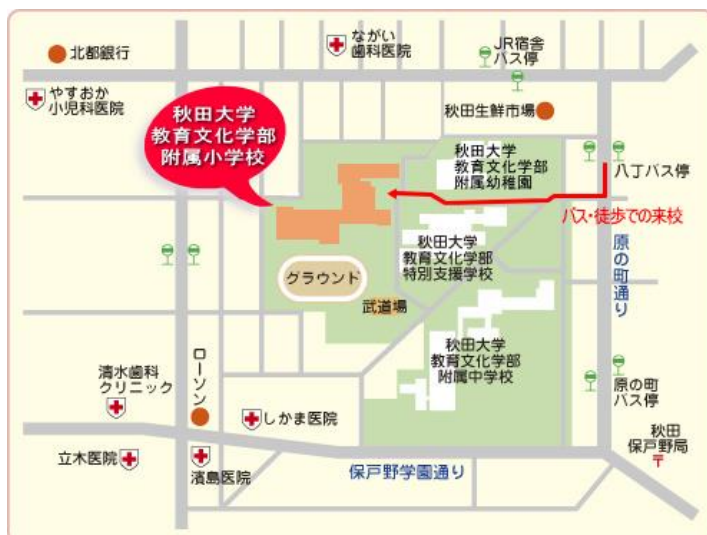 北都銀行
ながい
歯科医院
JR宿舎
バス停
やすおか
小児科医院
秋田生鮮市場
秋田大学
教育文化学部
附属小学校
秋田大学
教育文化学部
附属幼稚園
八丁バス停
バス・徒歩での来校
秋田大学
教育文化学部
特別支援学校
原の町通り
グラウンド
武道場
秋田大学
教育文化学部
附属中学校
清水歯科
クリニック
ローソン
原の町
バス停
しかま医院
秋田
保戸野局
立木医院
濱島医院
保戸野学園通り